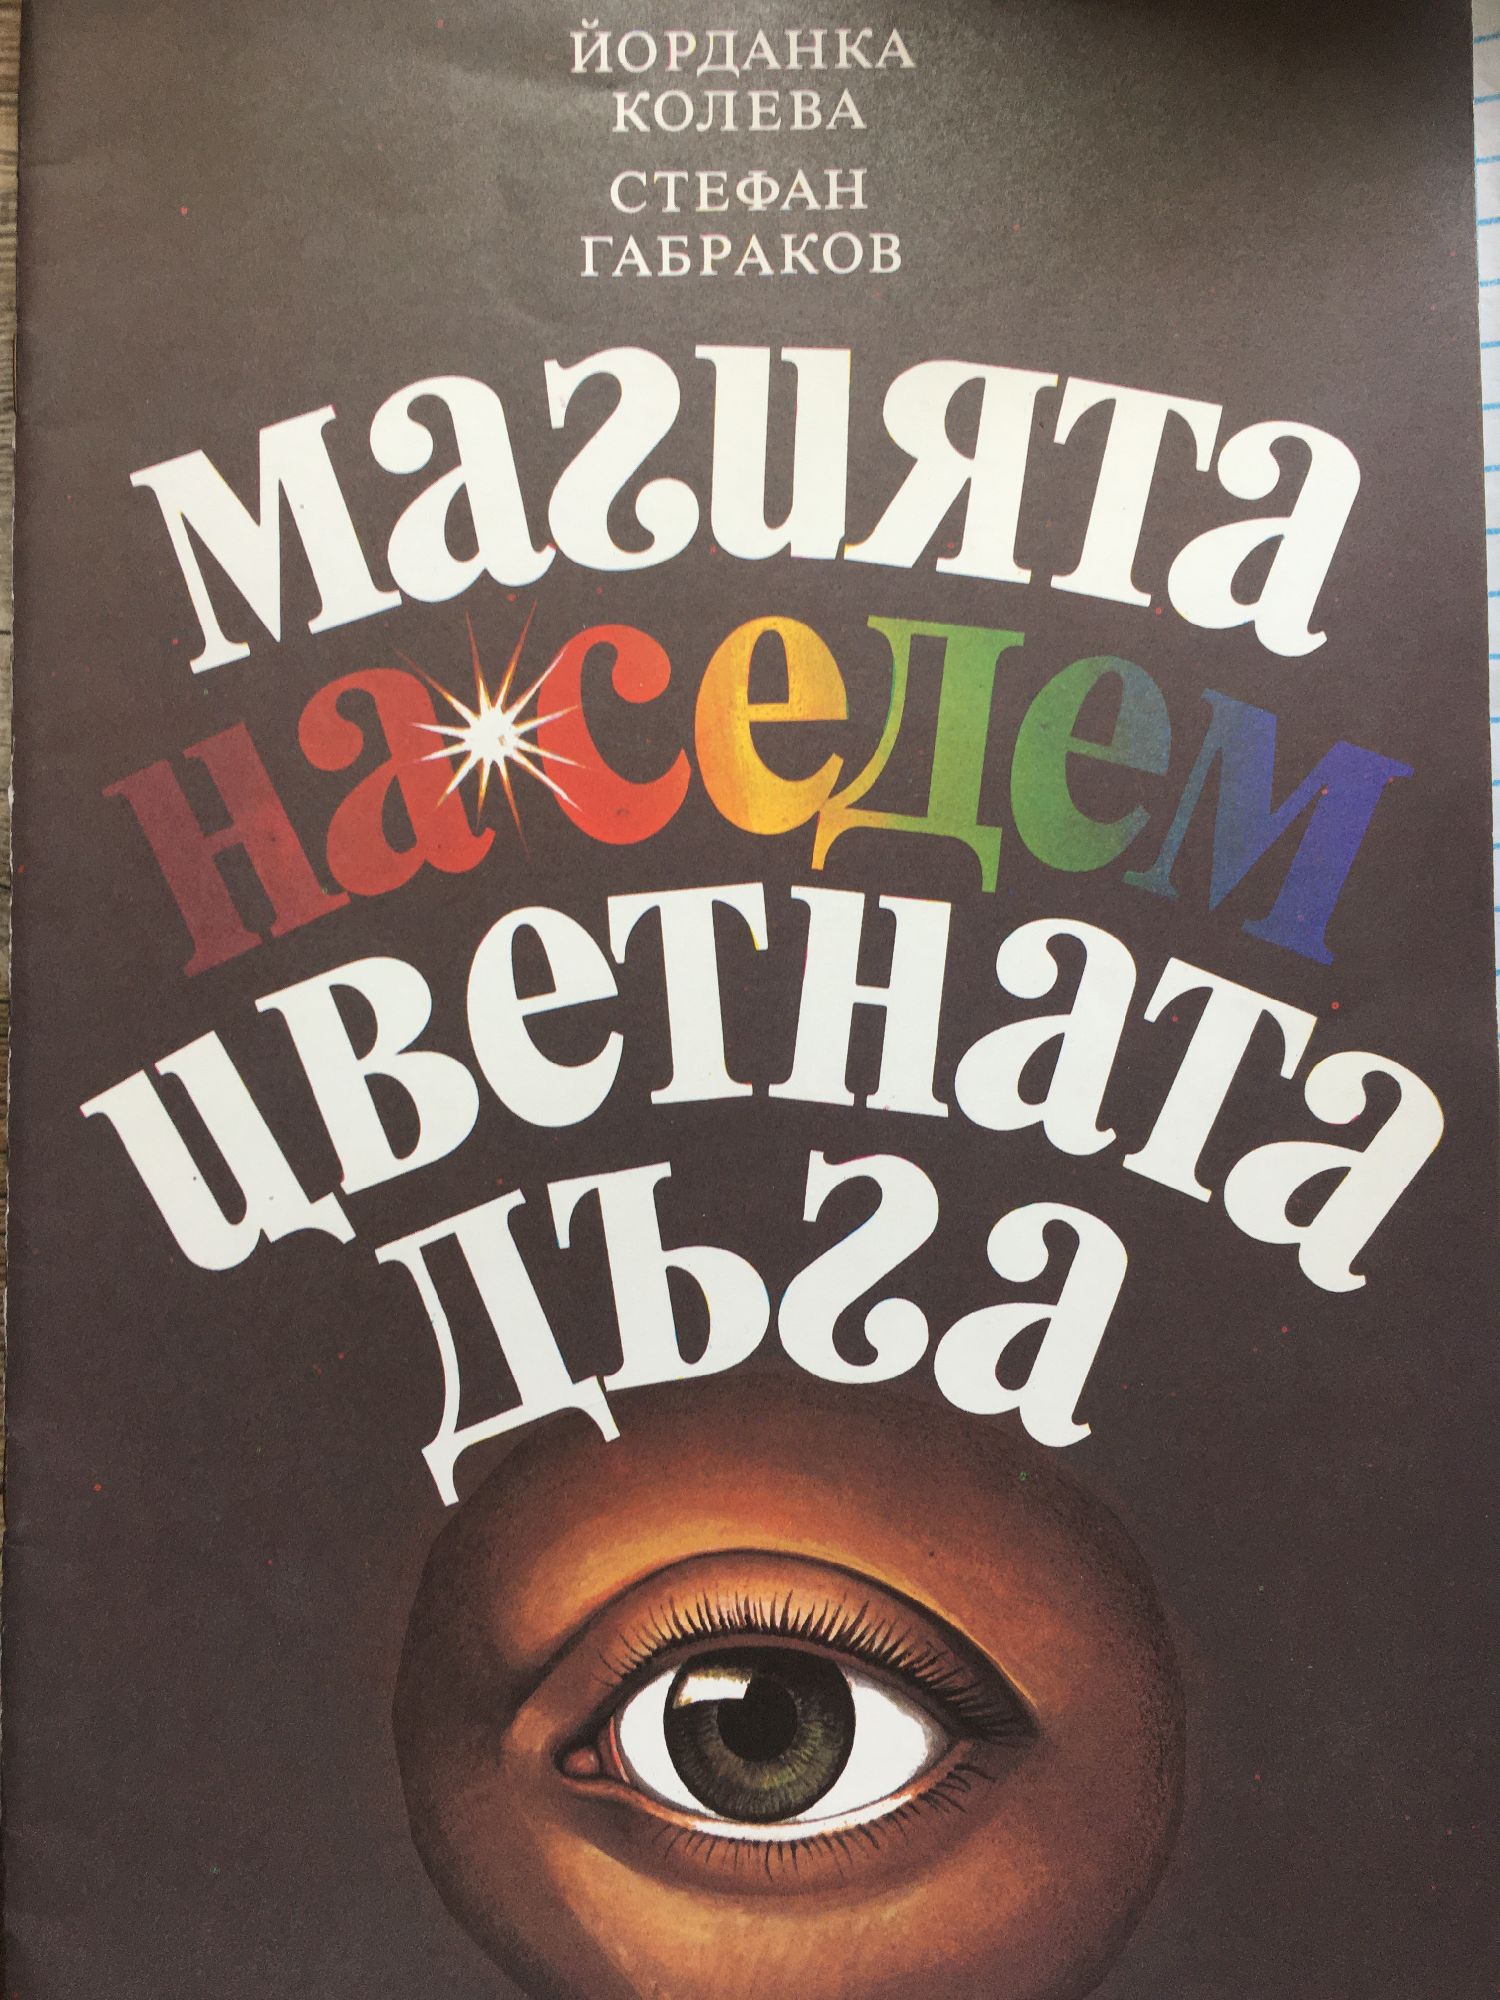 ЙОРДАНКА
КОЛЕВА
СТЕФАН
ГАБРАКОВ
магията
на седем
цветната
дъга